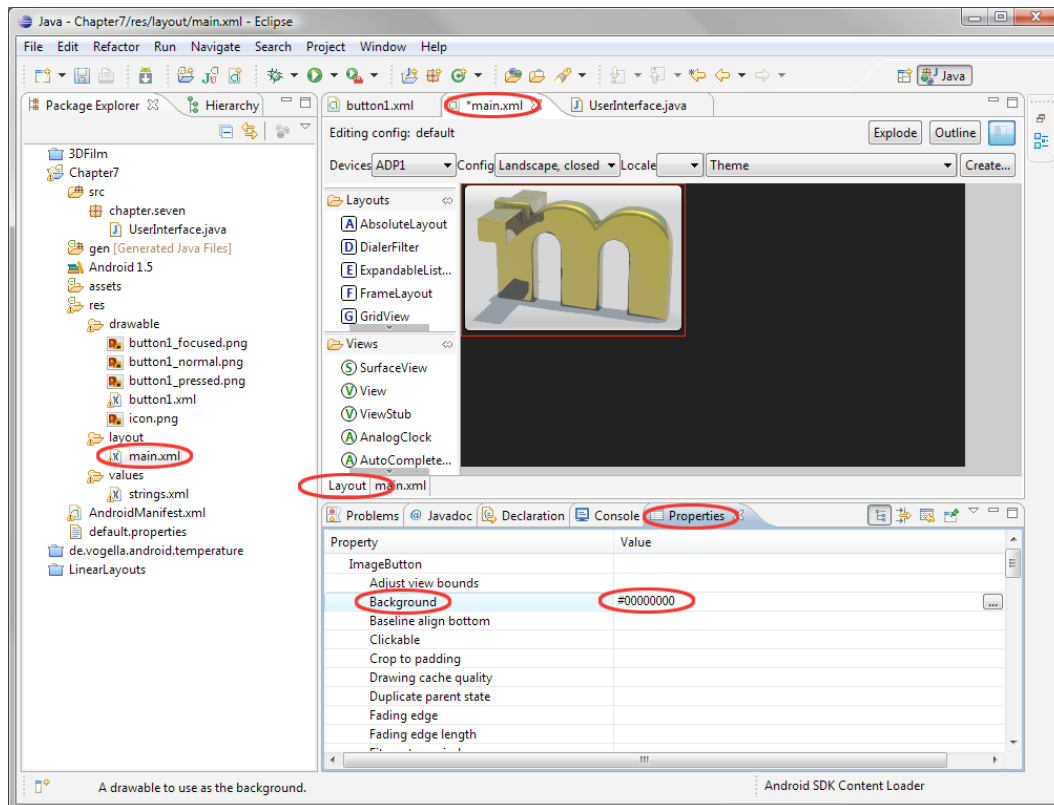 Java - Chapter7/res/layout/main.xml - Eclipse
File Edit Refactor Run Navigate Search Project Window Help
Java
Package Explorer Hierarchy
3DFilm
Chapter7
src
chapter.seven
UserInterface.java
gen [Generated Java Files]
Android 1.5
assets
res
drawable
button1_focused.png
button1_normal.png
button1_pressed.png
button1.xml
icon.png
layout
main.xml
values
strings.xml
AndroidManifest.xml
default.properties
de.vogella.android.temperature
LinearLayouts
button1.xml *main.xml UserInterface.java
Editing config: default Explode Outline
Devices ADP1 Config Landscape, closed Locale Theme Create...
Layouts
A AbsoluteLayout
D DialerFilter
E ExpandableList...
F FrameLayout
G GridView
Views
S SurfaceView
V View
V ViewStub
A AnalogClock
A AutoComplete...
m
Layout main.xml
Problems @ Javadoc Declaration Console Properties
Property Value
ImageButton
Adjust view bounds
Background #00000000 ...
Baseline align bottom
Clickable
Crop to padding
Drawing cache quality
Duplicate parent state
Fading edge
Fading edge length
A drawable to use as the background. Android SDK Content Loader